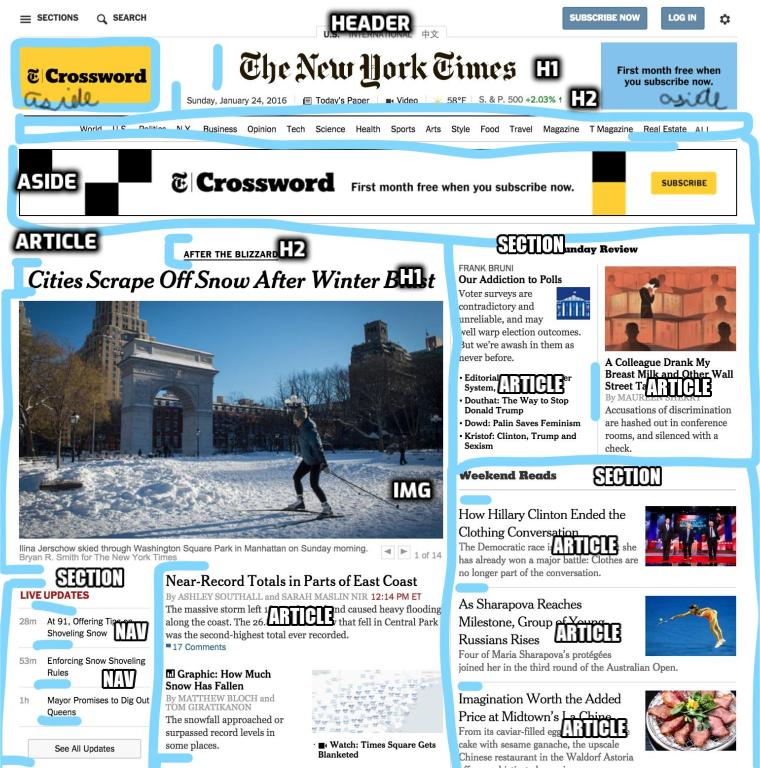 SECTIONS
SEARCH
HEADER
SUBSCRIBE NOW
LOG IN
U.S. INTERNATIONAL 中文
Crossword
aside
The New York Times
H1
First month free when
you subscribe now.
aside
Sunday, January 24, 2016
Today's Paper
Video
58°F
S. & P. 500 +2.03% ↑
H2
World U.S. Politics N.Y. Business Opinion Tech Science Health Sports Arts Style Food Travel Magazine T Magazine Real Estate ALL
ASIDE
Crossword
First month free when you subscribe now.
SUBSCRIBE
ARTICLE
AFTER THE BLIZZARD
H2
Cities Scrape Off Snow After Winter
H1
IMG
Ilina Jerschow skied through Washington Square Park in Manhattan on Sunday morning.
Bryan R. Smith for The New York Times
1 of 14
SECTION
LIVE UPDATES
28m
At 91, Offering
Shoveling Snow
NAV
53m
Enforcing Snow Shoveling
Rules
NAV
1h
Mayor Promises to Dig Out
Queens
See All Updates
Near-Record Totals in Parts of East Coast
By ASHLEY SOUTHALL and SARAH MASLIN NIR 12:14 PM ET
The massive storm left and caused heavy flooding
along the coast. The 26. that fell in Central Park
was the second-highest total ever recorded.
ARTICLE
17 Comments
Graphic: How Much
Snow Has Fallen
By MATTHEW BLOCH and
TOM GIRATIKANON
The snowfall approached or
surpassed record levels in
some places.
• Watch: Times Square Gets
Blanketed
SECTION
Sunday Review
FRANK BRUNI
Our Addiction to Polls
Voter surveys are
contradictory and
unreliable, and may
well warp election outcomes.
But we're awash in them as
never before.
• Editorial:
System,
ARTICLE
• Douthat: The Way to Stop
Donald Trump
• Dowd: Palin Saves Feminism
• Kristof: Clinton, Trump and
Sexism
A Colleague Drank My
Breast Milk and Other Wall
Street
ARTICLE
By MAUREEN SHERRY
Accusations of discrimination
are hashed out in conference
rooms, and silenced with a
check.
Weekend Reads
SECTION
How Hillary Clinton Ended the
Clothing Conversation
The Democratic race she
has already won a major battle: Clothes are
no longer part of the conversation.
ARTICLE
As Sharapova Reaches
Milestone, Group of Young
Russians Rises
ARTICLE
Four of Maria Sharapova's protégées
joined her in the third round of the Australian Open.
Imagination Worth the Added
Price at Midtown's La Chine
From its caviar-filled
cake with sesame ganache, the upscale
Chinese restaurant in the Waldorf Astoria
ARTICLE